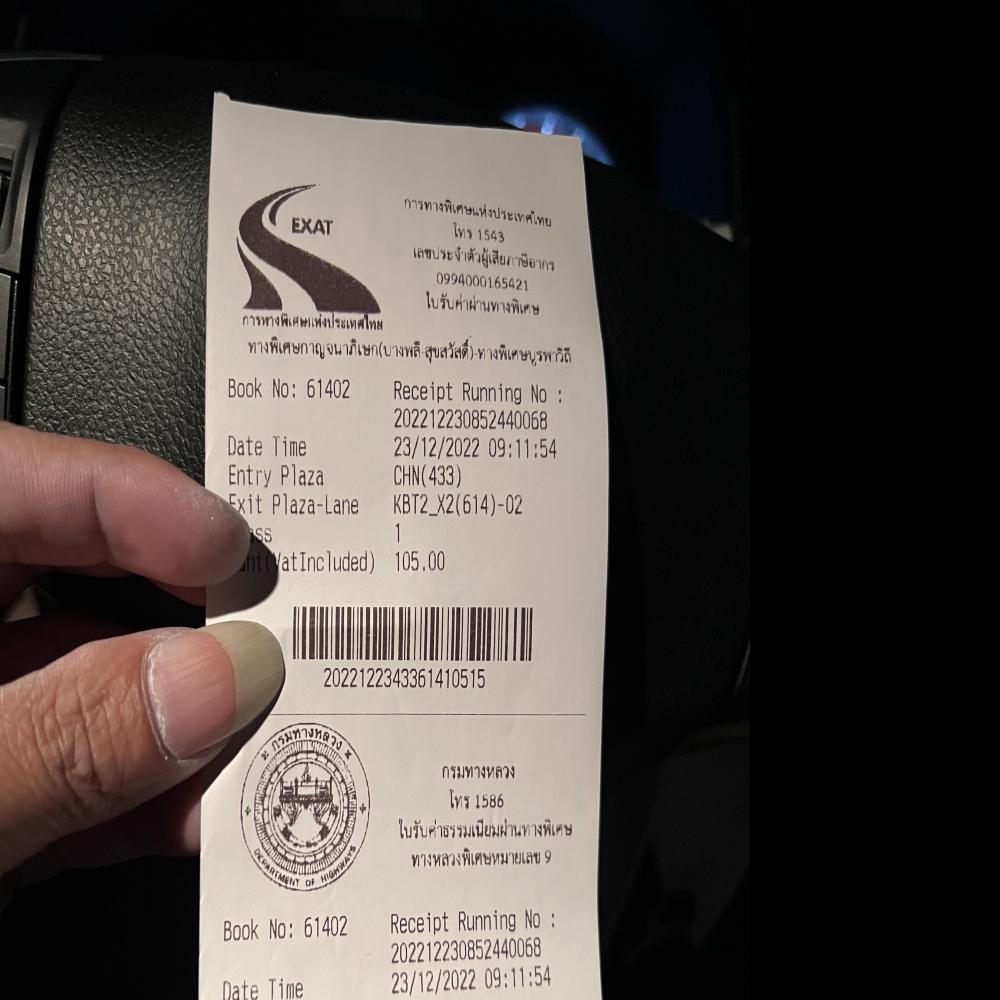 EXAT
การทางพิเศษแห่งประเทศไทย
การทางพิเศษแห่งประเทศไทย
โทร 1543
เลขประจำตัวผู้เสียภาษีอากร
0994000165421
ใบรับค่าผ่านทางพิเศษ
ทางพิเศษกาญจนาภิเษก(บางพลี-สุขสวัสดิ์)-ทางพิเศษบูรพาวิถี
Book No: 61402 Receipt Running No :
202212230852440068
Date Time 23/12/2022 09:11:54
Entry Plaza CHN(433)
Exit Plaza-Lane KBT2_X2(614)-02
1
(VatIncluded) 105.00
2022122343361410515
กรมทางหลวง
DEPARTMENT OF HIGHWAYS
กรมทางหลวง
โทร 1586
ใบรับค่าธรรมเนียมผ่านทางพิเศษ
ทางหลวงพิเศษหมายเลข 9
Book No: 61402 Receipt Running No :
202212230852440068
Date Time 23/12/2022 09:11:54